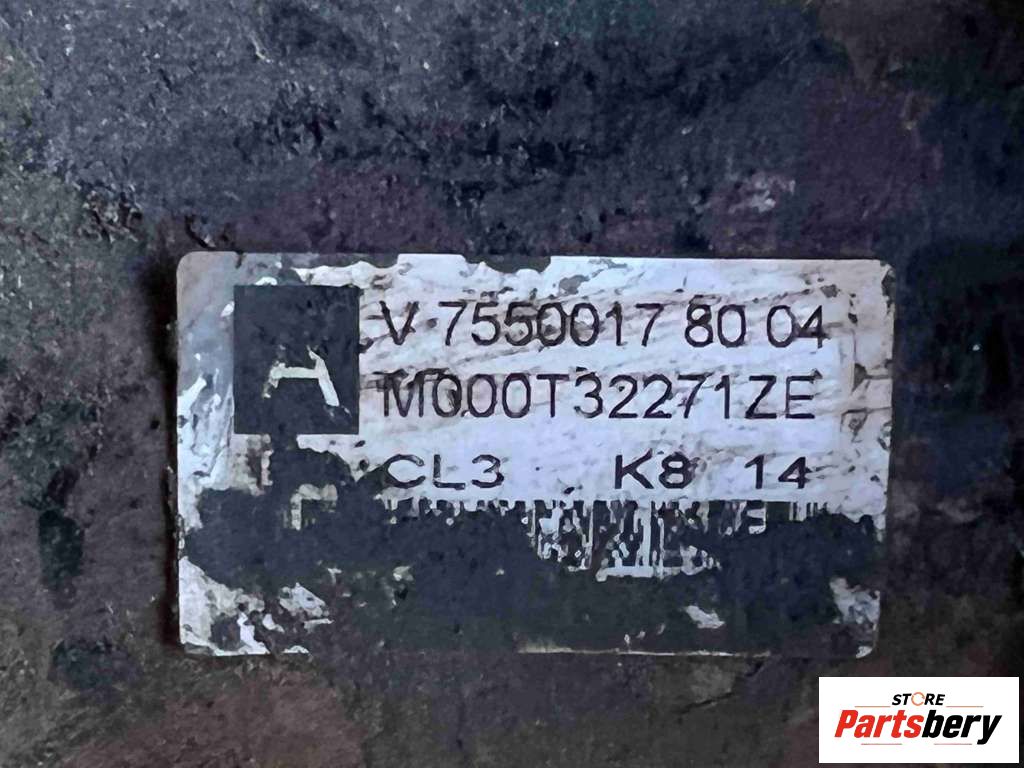 A
V 7550017 80 04
M000T32271ZE
CL3 K8 14
STORE
Partsbery